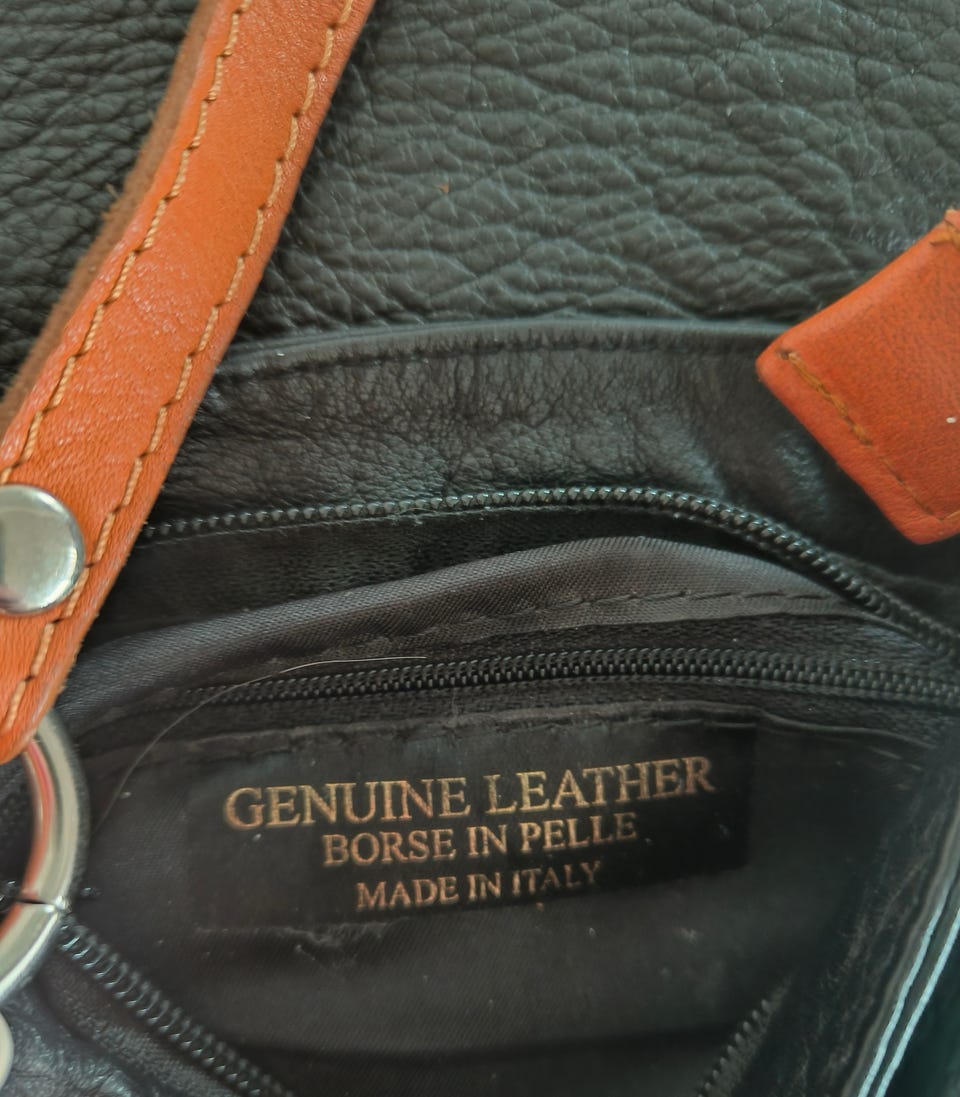 GENUINE LEATHER
BORSE IN PELLE
MADE IN ITALY